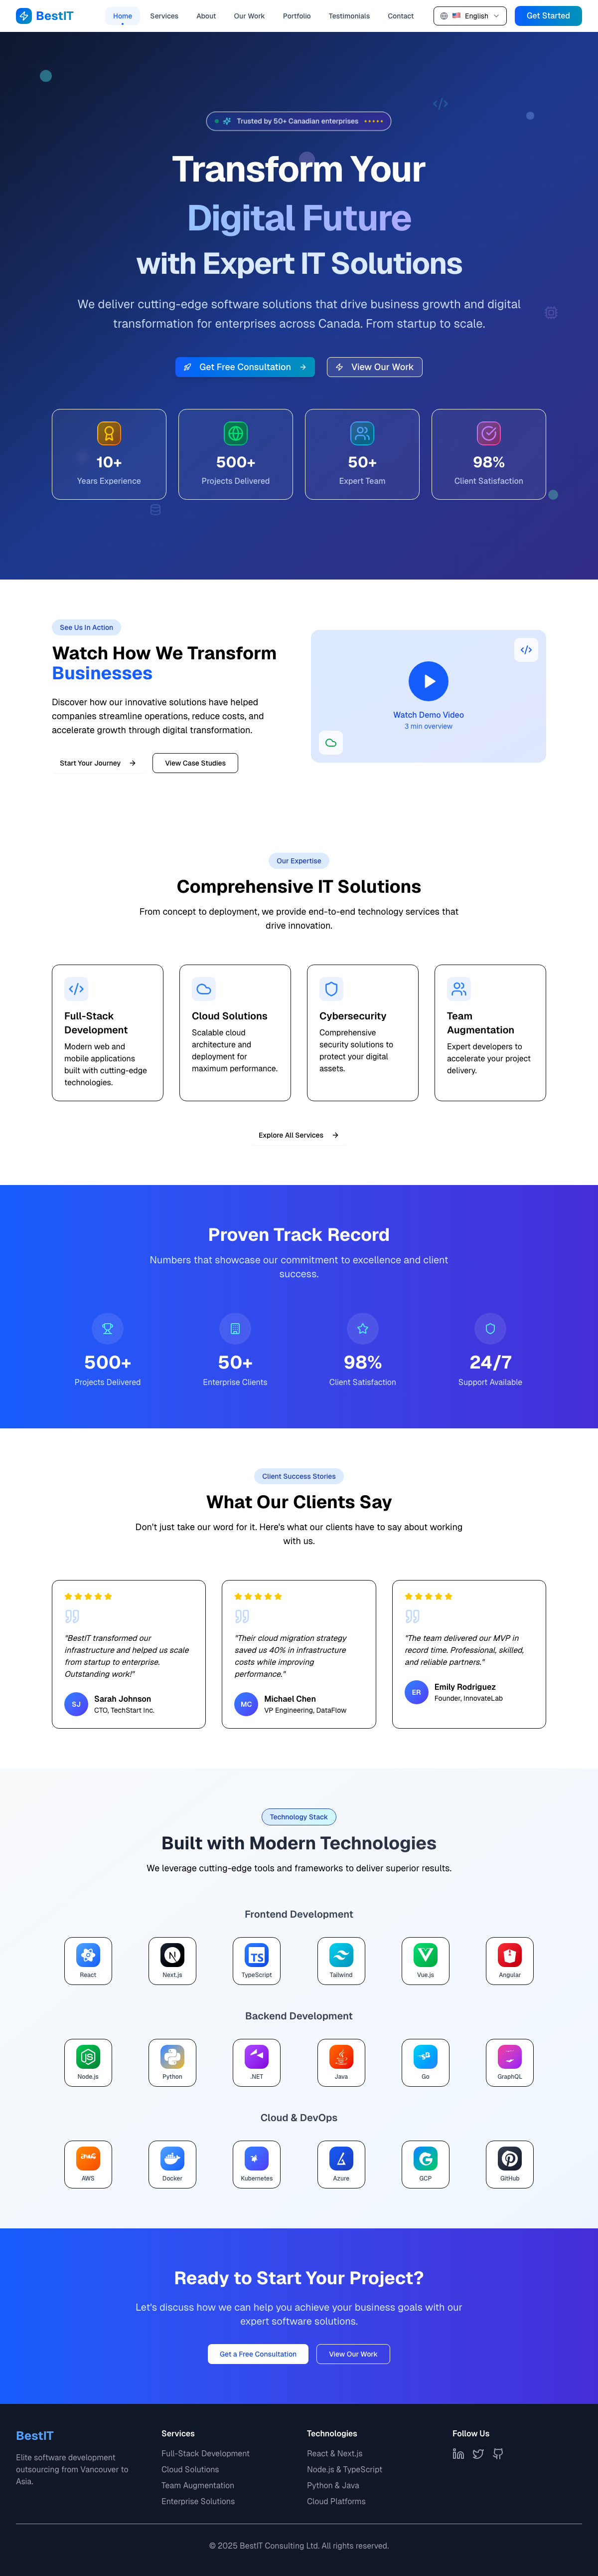 BestIT
Home
Services
About
Our Work
Portfolio
Testimonials
Contact
English
Get Started
Trusted by 50+ Canadian enterprises
Transform Your
Digital Future
with Expert IT Solutions
We deliver cutting-edge software solutions that drive business growth and digital
transformation for enterprises across Canada. From startup to scale.
Get Free Consultation
View Our Work
10+
Years Experience
500+
Projects Delivered
50+
Expert Team
98%
Client Satisfaction
See Us In Action
Watch How We Transform
Businesses
Discover how our innovative solutions have helped
companies streamline operations, reduce costs, and
accelerate growth through digital transformation.
Start Your Journey
View Case Studies
Watch Demo Video
3 min overview
Our Expertise
Comprehensive IT Solutions
From concept to deployment, we provide end-to-end technology services that
drive innovation.
Full-Stack
Development
Modern web and
mobile applications
built with cutting-edge
technologies.
Cloud Solutions
Scalable cloud
architecture and
deployment for
maximum performance.
Cybersecurity
Comprehensive
security solutions to
protect your digital
assets.
Team
Augmentation
Expert developers to
accelerate your project
delivery.
Explore All Services
Proven Track Record
Numbers that showcase our commitment to excellence and client
success.
500+
Projects Delivered
50+
Enterprise Clients
98%
Client Satisfaction
24/7
Support Available
Client Success Stories
What Our Clients Say
Don't just take our word for it. Here's what our clients have to say about working
with us.
"BestIT transformed our
infrastructure and helped us scale
from startup to enterprise.
Outstanding work!"
SJ
Sarah Johnson
CTO, TechStart Inc.
"Their cloud migration strategy
saved us 40% in infrastructure
costs while improving
performance."
MC
Michael Chen
VP Engineering, DataFlow
"The team delivered our MVP in
record time. Professional, skilled,
and reliable partners."
ER
Emily Rodriguez
Founder, InnovateLab
Technology Stack
Built with Modern Technologies
We leverage cutting-edge tools and frameworks to deliver superior results.
Frontend Development
React
Next.js
TS
TypeScript
Tailwind
Vue.js
Angular
Backend Development
Node.js
Python
.NET
Java
Go
GraphQL
Cloud & DevOps
aws
AWS
Docker
Kubernetes
Azure
GCP
GitHub
Ready to Start Your Project?
Let's discuss how we can help you achieve your business goals with our
expert software solutions.
Get a Free Consultation
View Our Work
BestIT
Elite software development
outsourcing from Vancouver to
Asia.
Services
Full-Stack Development
Cloud Solutions
Team Augmentation
Enterprise Solutions
Technologies
React & Next.js
Node.js & TypeScript
Python & Java
Cloud Platforms
Follow Us
© 2025 BestIT Consulting Ltd. All rights reserved.